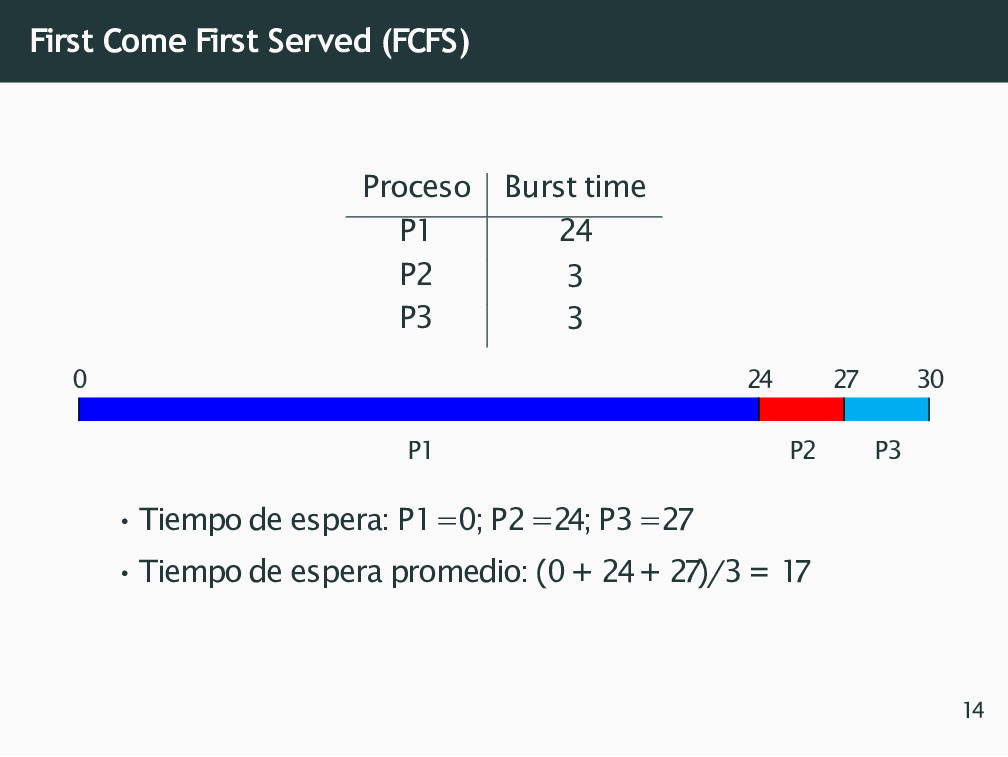 First Come First Served (FCFS)
Proceso Burst time
P1 24
P2 3
P3 3
0 24 27 30
P1 P2 P3
• Tiempo de espera: P1 =0; P2 =24; P3 =27
• Tiempo de espera promedio: (0 + 24 + 27)/3 = 17
14